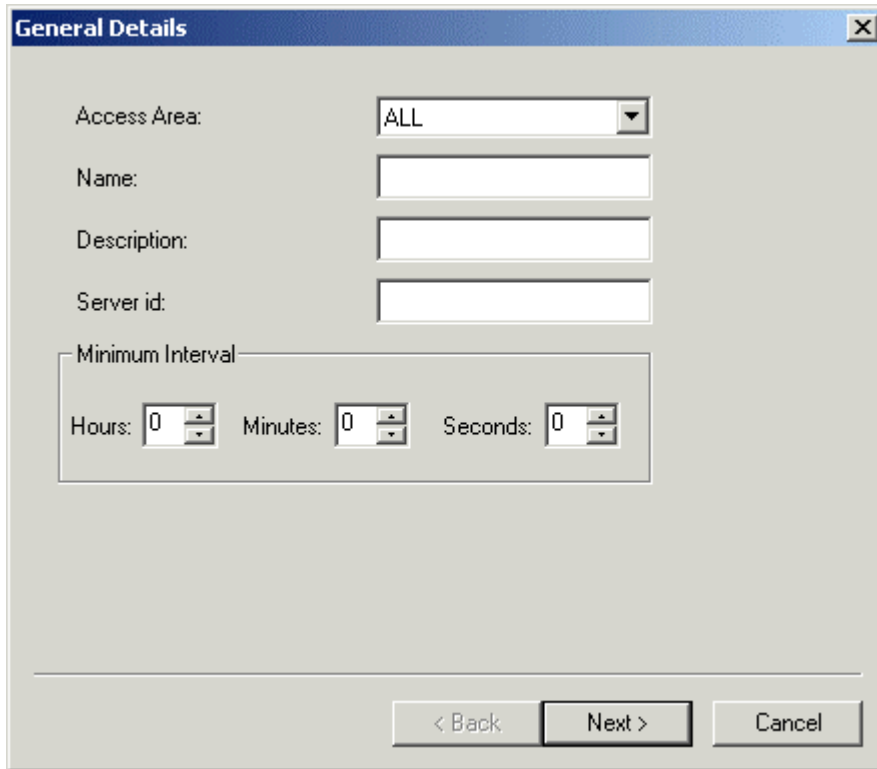 General Details
Access Area: ALL
Name:
Description:
Server id:
Minimum Interval
Hours: 0 Minutes: 0 Seconds: 0
< Back Next > Cancel